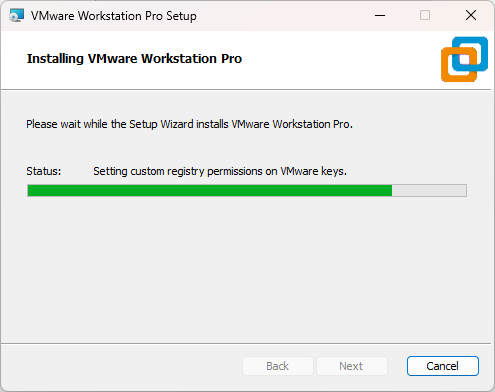 VMware Workstation Pro Setup
Installing VMware Workstation Pro
Please wait while the Setup Wizard installs VMware Workstation Pro.
Status: Setting custom registry permissions on VMware keys.
Back Next Cancel